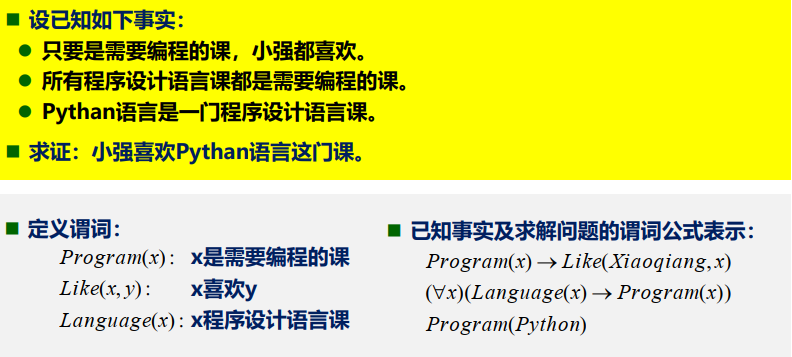 设已知如下事实：
只要是需要编程的课，小强都喜欢。
所有程序设计语言课都是需要编程的课。
Pythan语言是一门程序设计语言课。
求证：小强喜欢Pythan语言这门课。
定义谓词：
Program(x)： x是需要编程的课
Like(x, y)： x喜欢y
Language(x)：x程序设计语言课
已知事实及求解问题的谓词公式表示：
Program(x) → Like(Xiaoqiang, x)
(∀x)(Language(x) → Program(x))
Program(Python)